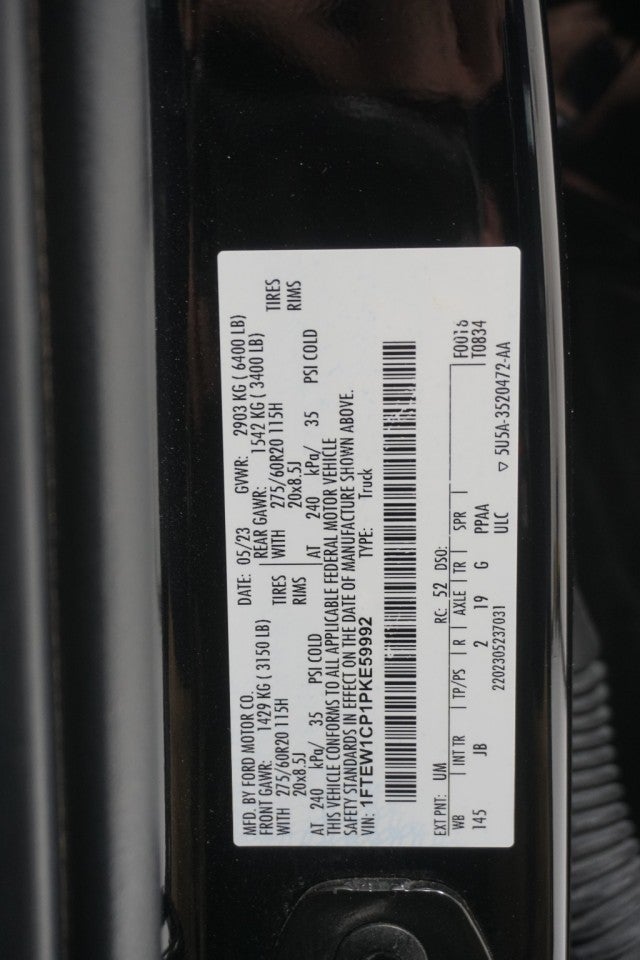 MFD. BY FORD MOTOR CO. DATE: 05/23 GVWR: 2903 KG ( 6400 LB)
FRONT GAWR: 1429 KG ( 3150 LB) REAR GAWR: 1542 KG ( 3400 LB)
WITH 275/60R20 115H TIRES WITH 275/60R20 115H TIRES
20x8.5J RIMS 20x8.5J RIMS
AT 240 kPa/ 35 PSI COLD AT 240 kPa/ 35 PSI COLD
THIS VEHICLE CONFORMS TO ALL APPLICABLE FEDERAL MOTOR VEHICLE
SAFETY STANDARDS IN EFFECT ON THE DATE OF MANUFACTURE SHOWN ABOVE.
VIN: 1FTEW1CP1PKE59992 TYPE: Truck
EXT PNT: UM RC: 52 DSO: F0016
WB INT TR TP/PS R AXLE TR SPR T0834
145 JB 2 19 G PPAA
2202305237031 ULC 5U5A-3520472-AA